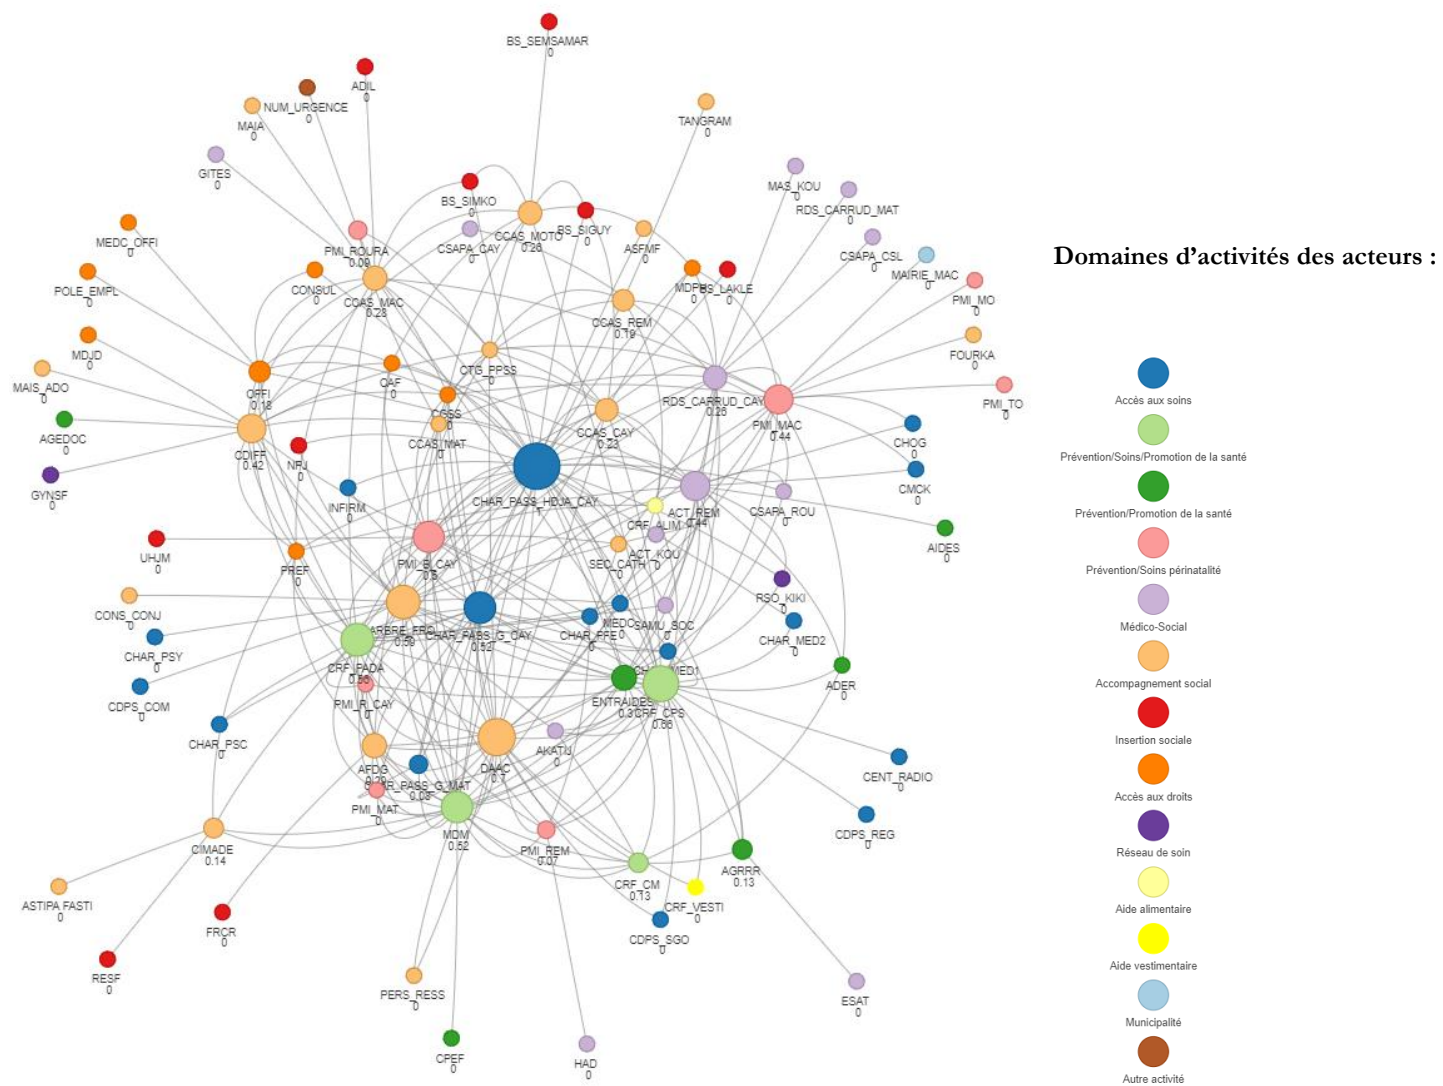 BS_SEMSAMAR
0
ADIL
0
NUM_URGENCE
0
MAIA
0
TANGRAM
0
GITES
0
MAS_KOU
0
RDS_CARRUD_MAT
0
BS_SIMKO
0
CCAS_MOTO
0.26
BS_SIGUY
0
CSAPA_CAY
0
ASFMF
0
CSAPA_CSL
0
MEDC_OFFI
0
PMI_ROURA
0.09
MAIRIE_MAC
0
Domaines d'activités des acteurs :
POLE_EMPL
0
CONSUL
0
CCAS_MAC
0.28
BS_LAKLE
0
PMI_MO
0
CCAS_REM
0.19
MDJD
0
CTG_PPSS
0
FOURKA
0
MAIS_ADO
0
OFFI
0.18
CAF
0
RDS_CARRUD_CAY
0.26
PMI_MAC
0.44
PMI_TO
0
Accès aux soins
AGEDOC
0
CDIFF
0.42
CGSS
0
CCAS_MAT
0
CCAS_CAY
0.23
CHOG
0
Prévention/Soins/Promotion de la santé
GYNSF
0
NFJ
0
CHAR_PASS_HDJA_CAY
1
CMCK
0
INFIRM
0
ACT_REM
0.44
CSAPA_ROU
0
Prévention/Promotion de la santé
CRF_ALIM
0
AIDES
0
UHJM
0
PREF
0
PMI_B_CAY
0.5
SEC_CATH
0
ACT_KOU
0
Prévention/Soins périnatalité
RSO_KIKI
0
CONS_CONJ
0
ARBRE_FRO
0.59
CHAR_PASS_G_CAY
0.52
CHAR_FFE
0
MEDC
SAMU_SOC
0
CHAR_MED2
0
Médico-Social
CHAR_PSY
0
CRF_PADA
0.56
ADER
0
Accompagnement social
CDPS_COM
0
PMI_R_CAY
0
ENTRAIDES
0.3
CRF_CPS
0.66
Insertion sociale
CHAR_PSC
0
AFDG
DAAC
0.7
AKATIJ
0
CENT_RADIO
0
Accès aux droits
PMI_MAT
0
MDM
0.52
CDPS_REG
0
Réseau de soin
CIMADE
0.14
PMI_REM
0.07
AGRRR
0.13
CRF_CM
0.13
Aide alimentaire
ASTIPA FASTI
0
CRF_VESTI
0
FRCR
0
CDPS_SGO
0
Aide vestimentaire
RESF
0
PERS_RESS
0
ESAT
0
Municipalité
CPEF
0
HAD
0
Autre activité